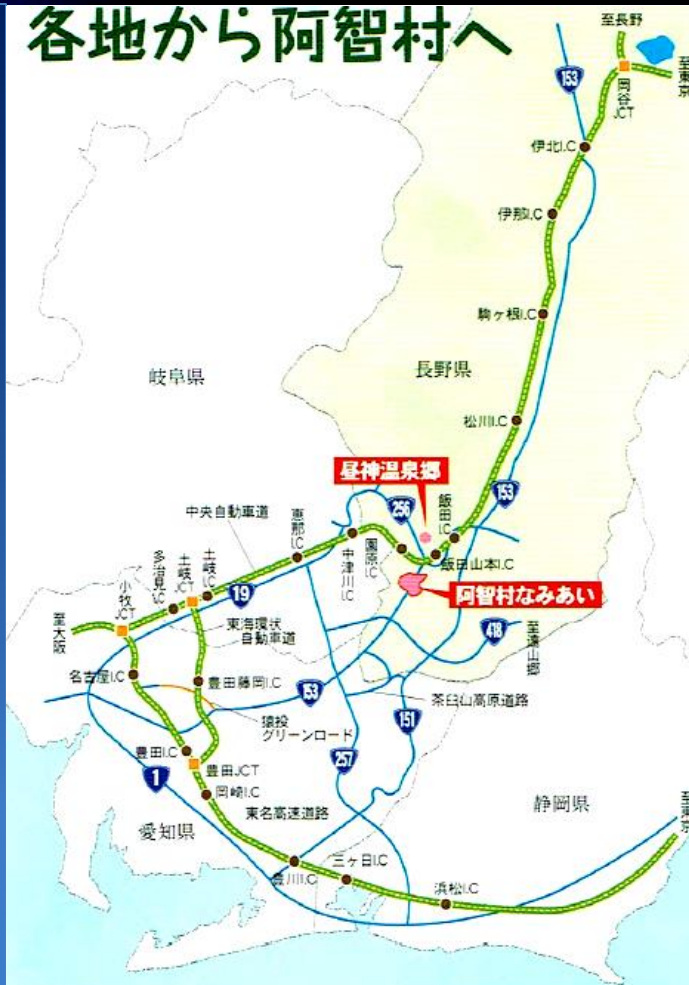 各地から阿智村へ
至長野
153
至東京
岡谷JCT
伊北I.C
伊那I.C
駒ヶ根I.C
岐阜県
長野県
松川I.C
昼神温泉郷
中央自動車道
恵那I.C
256
飯田I.C
153
中津川I.C
園原I.C
飯田山本I.C
多治見I.C
土岐JCT
土岐I.C
小牧JCT
19
阿智村なみあい
至大阪
東海環状
自動車道
418
至遠山郷
名古屋I.C
豊田藤岡I.C
153
茶臼山高原道路
猿投
グリーンロード
151
豊田I.C
257
豊田JCT
1
岡崎I.C
静岡県
至東京
東名高速道路
愛知県
三ヶ日I.C
豊川I.C
浜松I.C